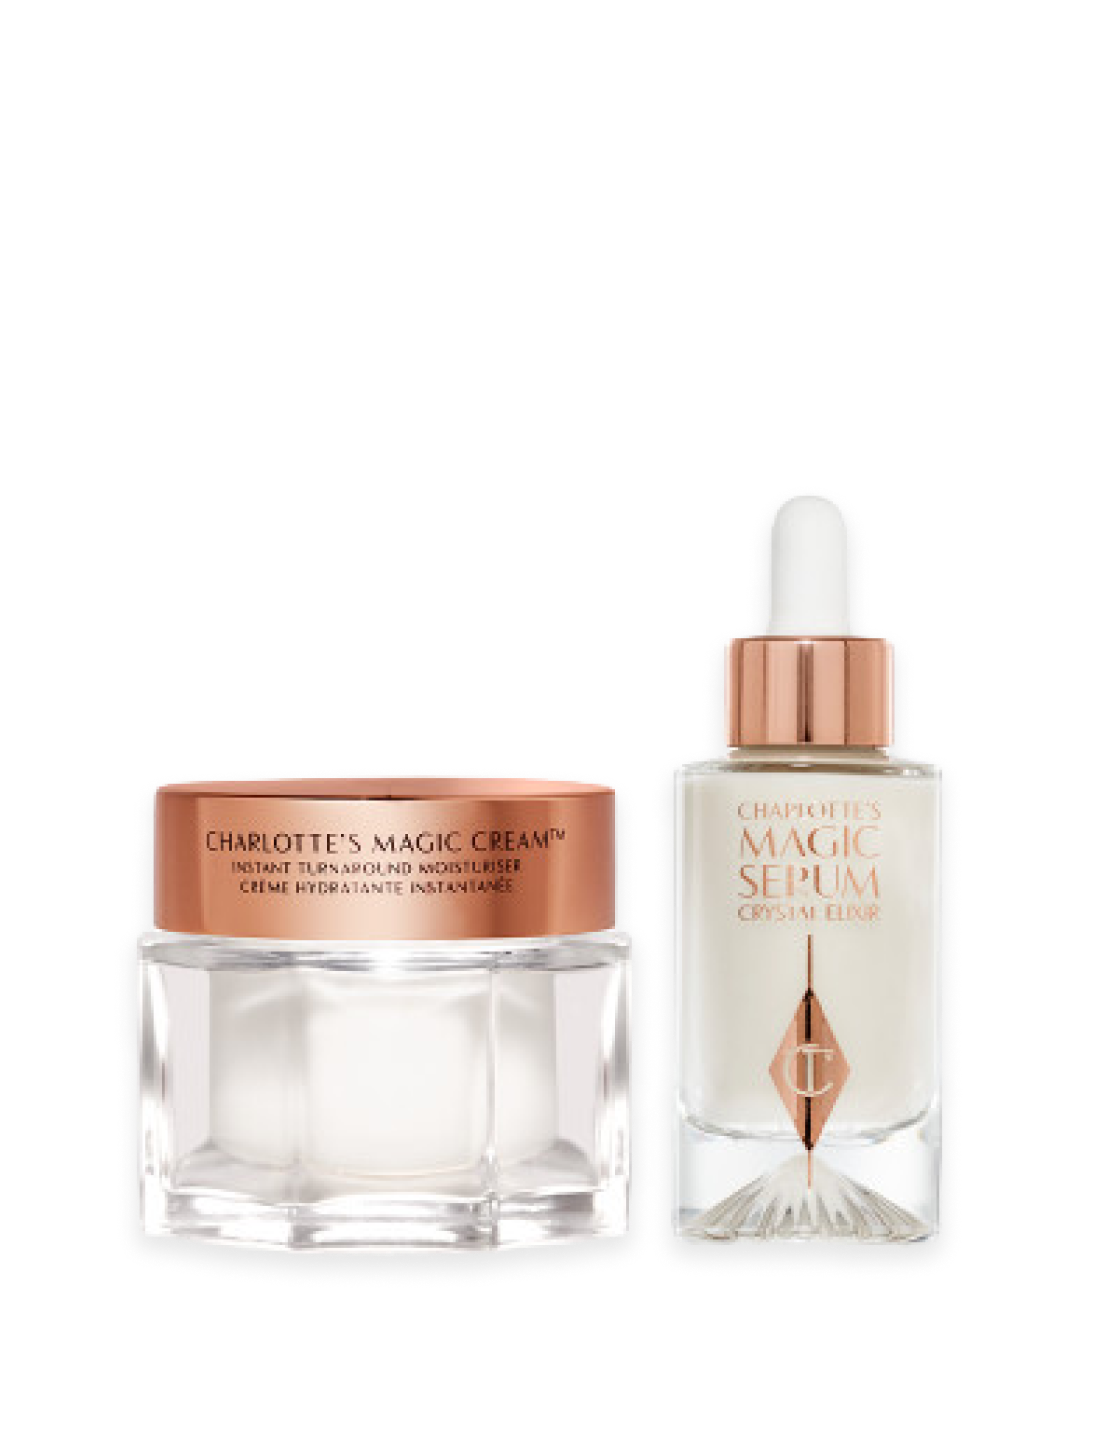 CHARLOTTE'S MAGIC CREAM™
INSTANT TURNAROUND MOISTURISER
CRÈME HYDRATANTE INSTANTANÉE
CHARLOTTE'S
MAGIC
SERUM
CRYSTAL ELIXIR
CT